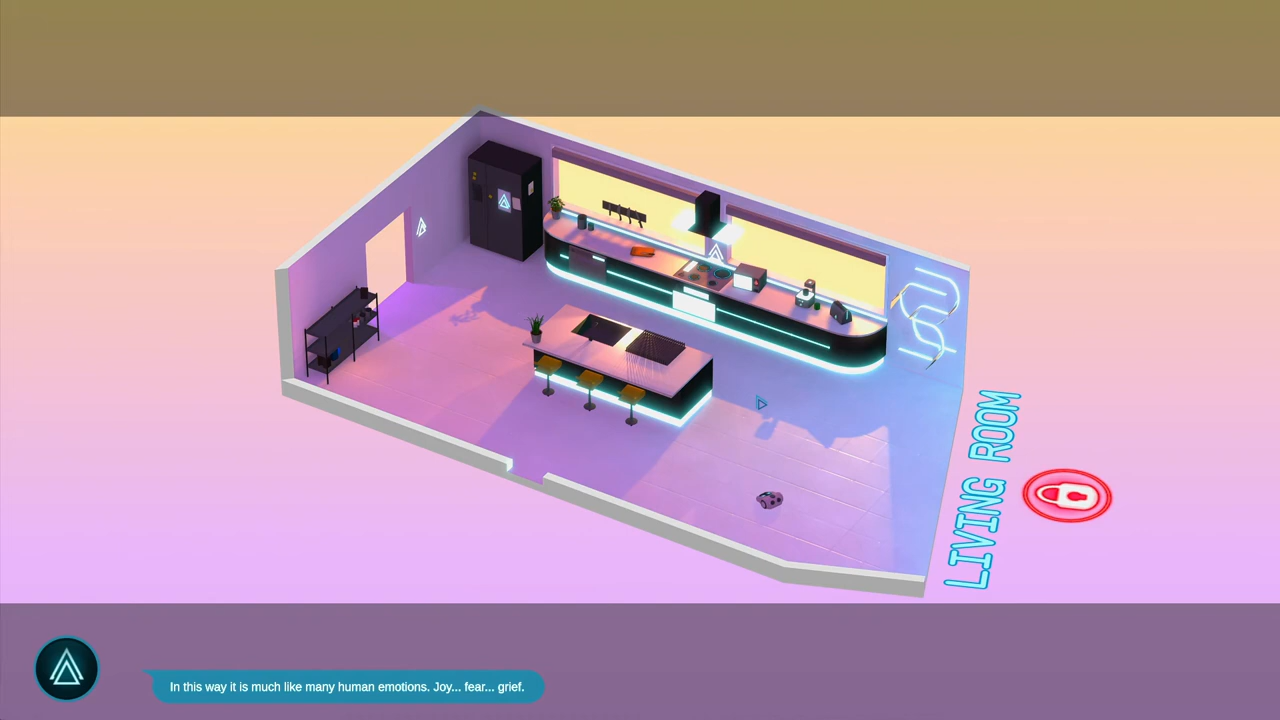 LIVING ROOM
In this way it is much like many human emotions. Joy... fear... grief.